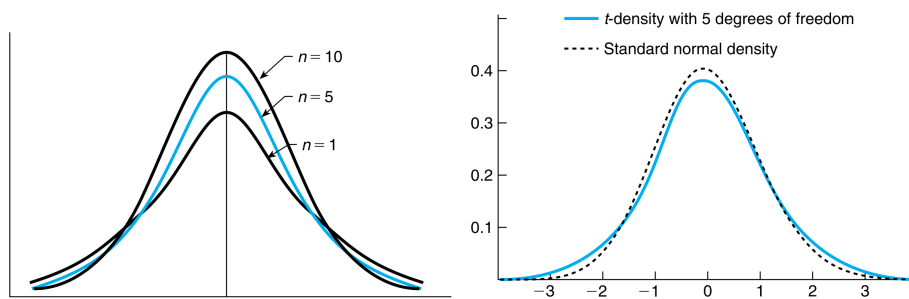 n = 10
n = 5
n = 1
t-density with 5 degrees of freedom
Standard normal density
0.4
0.3
0.2
0.1
−3 −2 −1 0 1 2 3